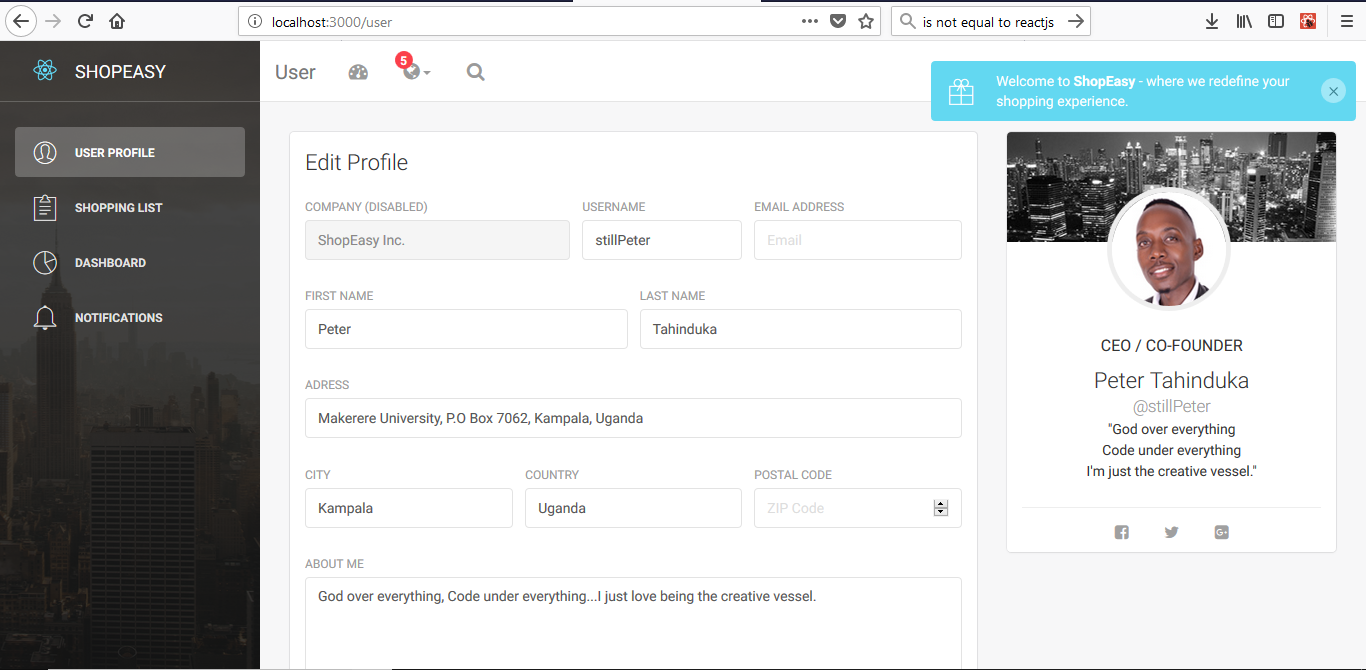 localhost:3000/user
is not equal to reactjs
SHOPEASY
USER PROFILE
SHOPPING LIST
DASHBOARD
NOTIFICATIONS
User
5
Welcome to ShopEasy - where we redefine your
shopping experience.
Edit Profile
COMPANY (DISABLED)
USERNAME
EMAIL ADDRESS
ShopEasy Inc.
stillPeter
Email
FIRST NAME
LAST NAME
Peter
Tahinduka
ADRESS
Makerere University, P.O Box 7062, Kampala, Uganda
CITY
COUNTRY
POSTAL CODE
Kampala
Uganda
ZIP Code
ABOUT ME
God over everything, Code under everything...I just love being the creative vessel.
CEO / CO-FOUNDER
Peter Tahinduka
@stillPeter
"God over everything
Code under everything
I'm just the creative vessel."
G+